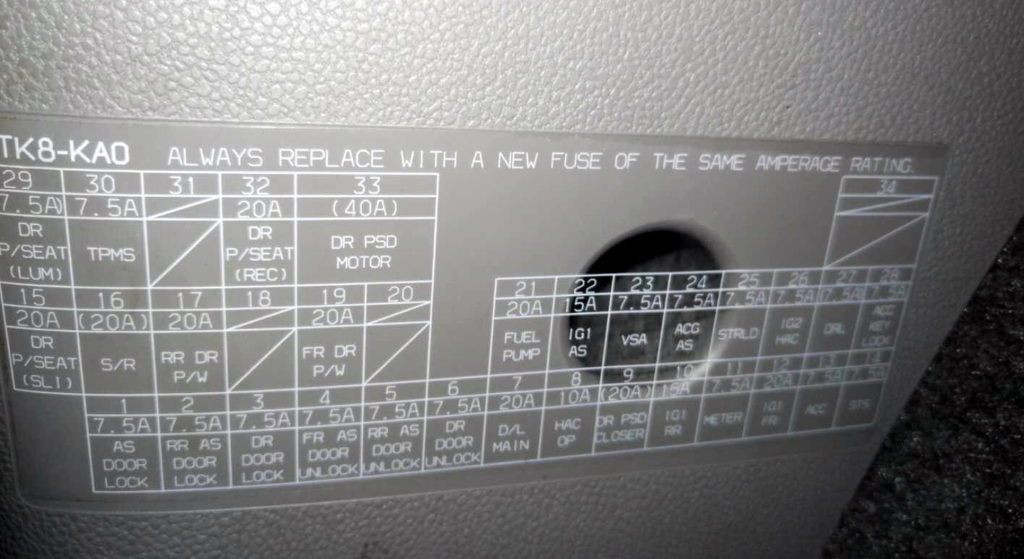 TK8-KA0 ALWAYS REPLACE WITH A NEW FUSE OF THE SAME AMPERAGE RATING.
29 30 31 32 33 34
7.5A) 7.5A 20A (40A)
DR P/SEAT (LUM) TPMS DR P/SEAT (REC) DR PSD MOTOR
15 16 17 18 19 20 21 22 23 24 25 26 27 28
20A (20A) 20A 20A 20A 15A 7.5A 7.5A 7.5A 7.5A 7.5A 7.5A
DR P/SEAT (SLI) S/R RR DR P/W FR DR P/W FUEL PUMP IG1 AS VSA ACG AS STRLD IG2 HAC DRL ACC KEY LOCK
1 2 3 4 5 6 7 8 9 10 11 12 13 14
7.5A 7.5A 7.5A 7.5A 7.5A 7.5A 20A 10A (20A) 15A 7.5A 20A 7.5A 7.5A
AS DOOR LOCK RR AS DOOR LOCK DR DOOR LOCK FR AS DOOR UNLOCK RR AS DOOR UNLOCK DR DOOR UNLOCK D/L MAIN HAC OP DR PSD CLOSER IG1 RR METER IG1 FR ACC STS